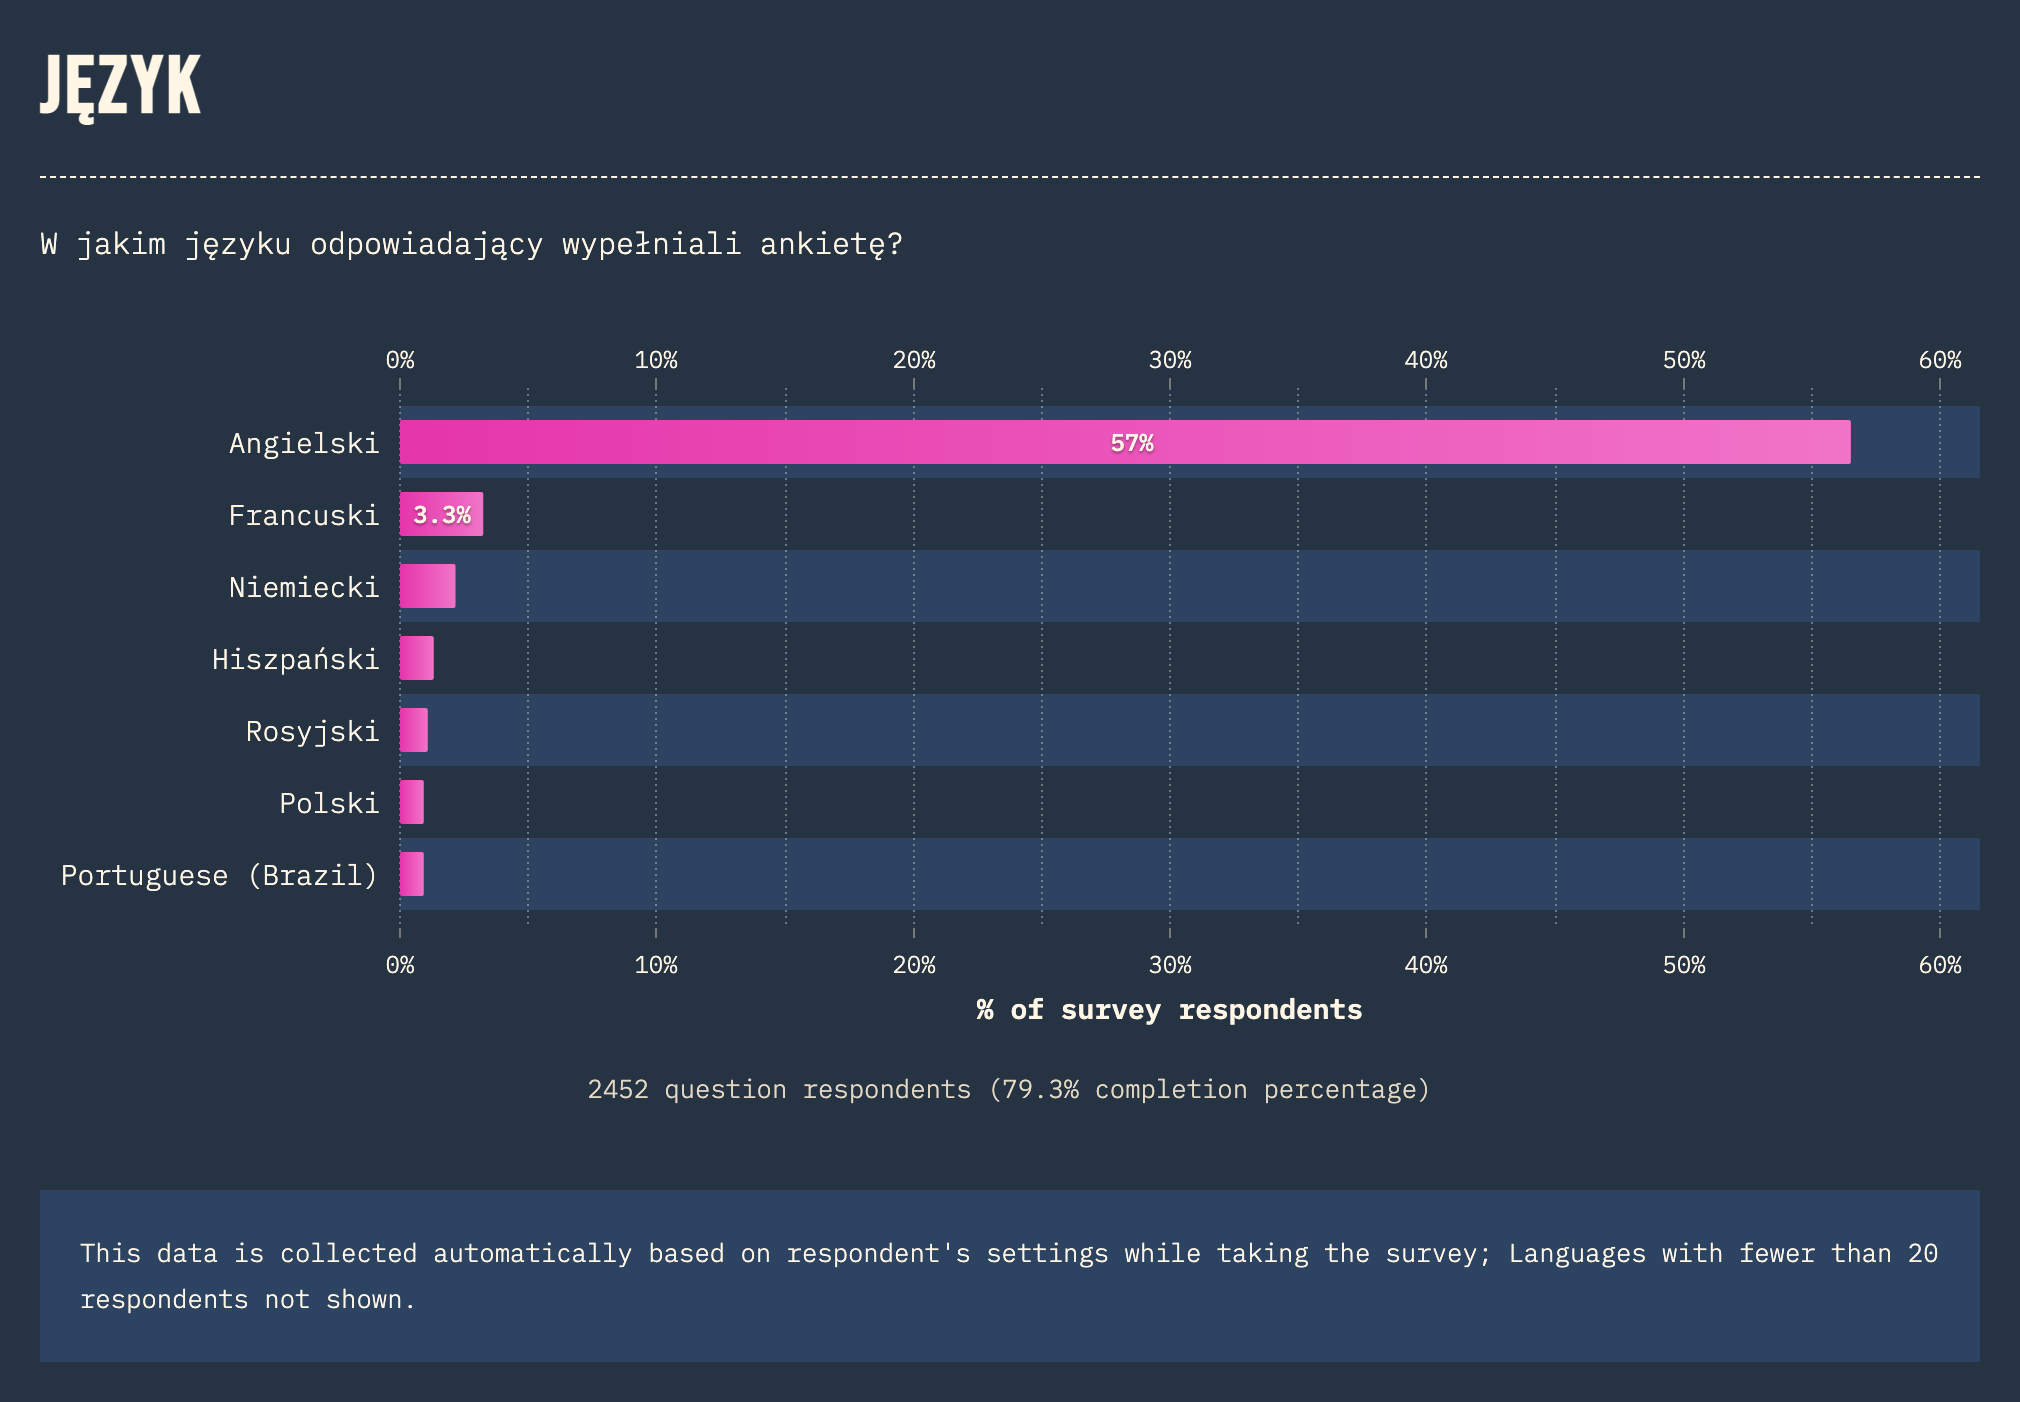 JĘZYK
W jakim języku odpowiadający wypełniali ankietę?
0% 10% 20% 30% 40% 50% 60%
Angielski 57%
Francuski 3.3%
Niemiecki
Hiszpański
Rosyjski
Polski
Portuguese (Brazil)
0% 10% 20% 30% 40% 50% 60%
% of survey respondents
2452 question respondents (79.3% completion percentage)
This data is collected automatically based on respondent's settings while taking the survey; Languages with fewer than 20
respondents not shown.